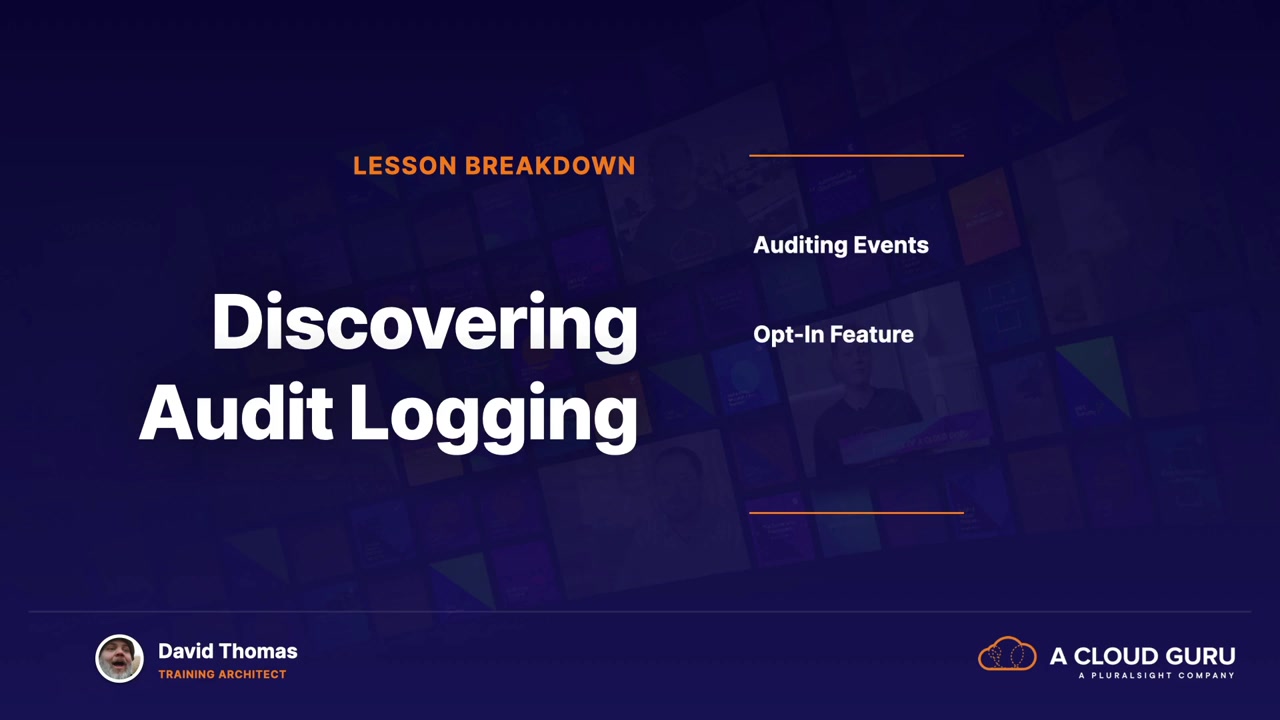 LESSON BREAKDOWN
Discovering
Audit Logging
Auditing Events
Opt-In Feature
David Thomas
TRAINING ARCHITECT
A CLOUD GURU
A PLURALSIGHT COMPANY